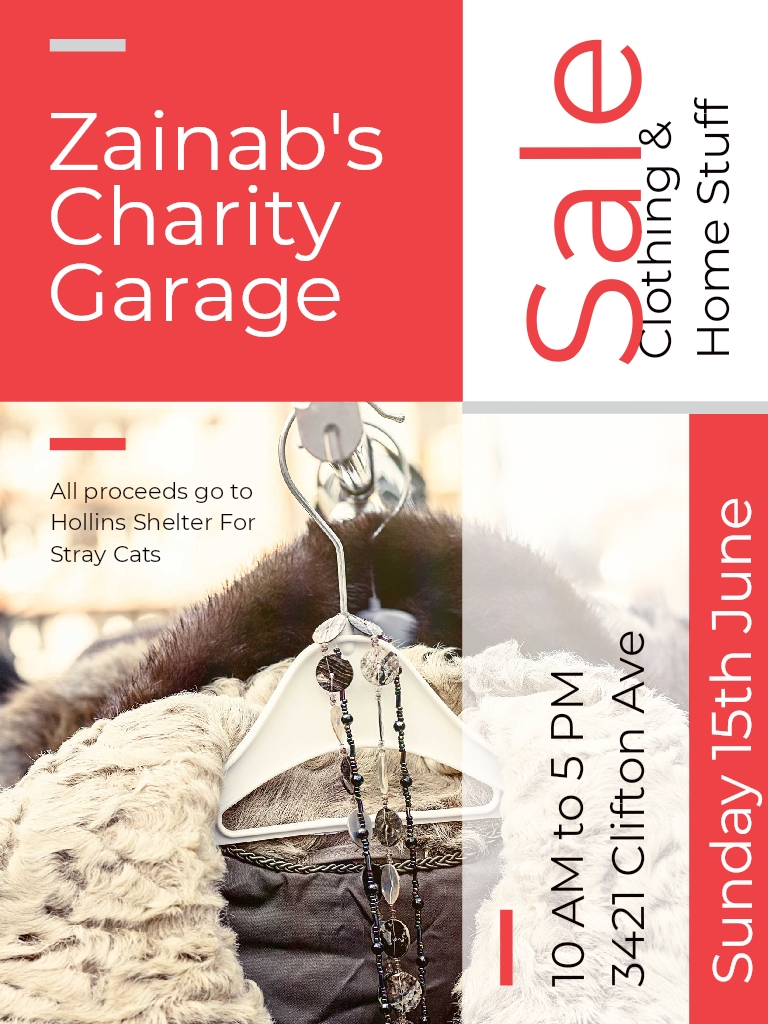 Zainab's
Charity
Garage
Sale
Clothing &
Home Stuff
All proceeds go to
Hollins Shelter For
Stray Cats
10 AM to 5 PM
3421 Clifton Ave
Sunday 15th June